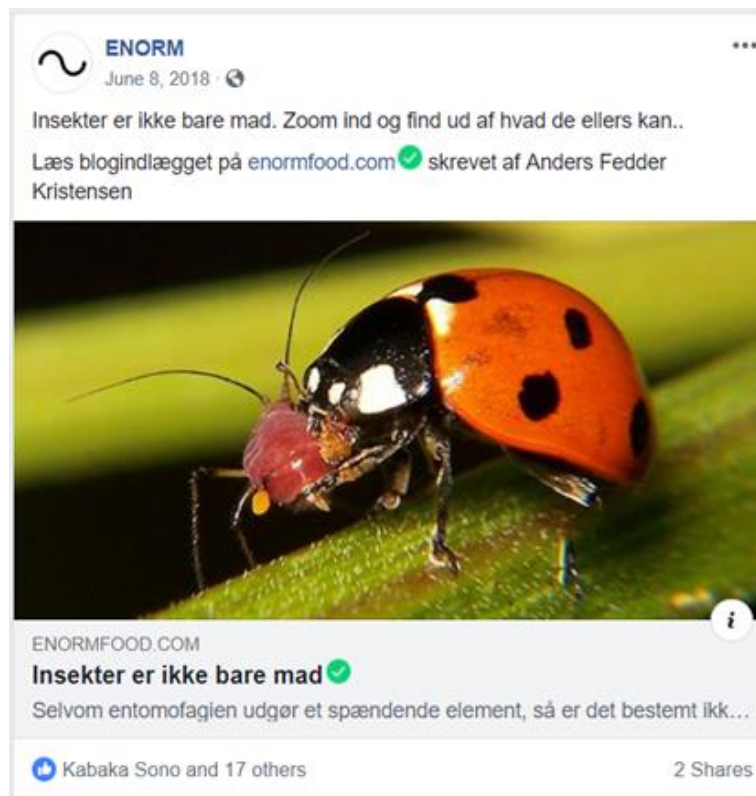 ENORM
June 8, 2018 ·
Insekter er ikke bare mad. Zoom ind og find ud af hvad de ellers kan..
Læs blogindlægget på enormfood.com skrevet af Anders Fedder
Kristensen
i
ENORMFOOD.COM
Insekter er ikke bare mad
Selvom entomofagien udgør et spændende element, så er det bestemt ikk...
Kabaka Sono and 17 others
2 Shares